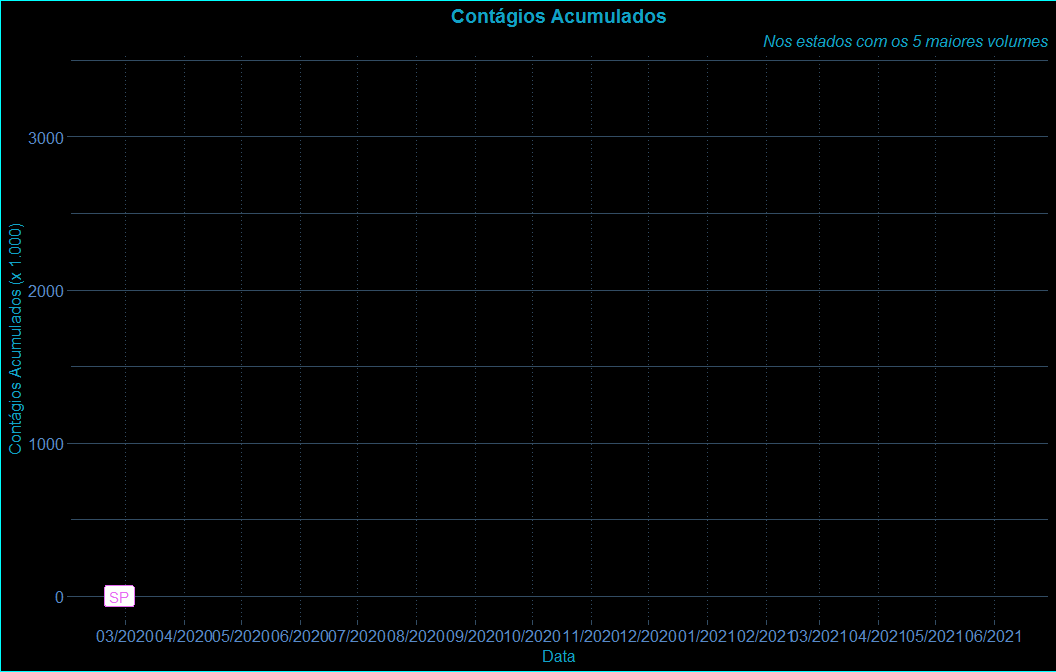 Contágios Acumulados
Nos estados com os 5 maiores volumes
Contágios Acumulados (x 1.000)
3000
2000
1000
0
SP
03/2020 04/2020 05/2020 06/2020 07/2020 08/2020 09/2020 10/2020 11/2020 12/2020 01/2021 02/2021 03/2021 04/2021 05/2021 06/2021
Data